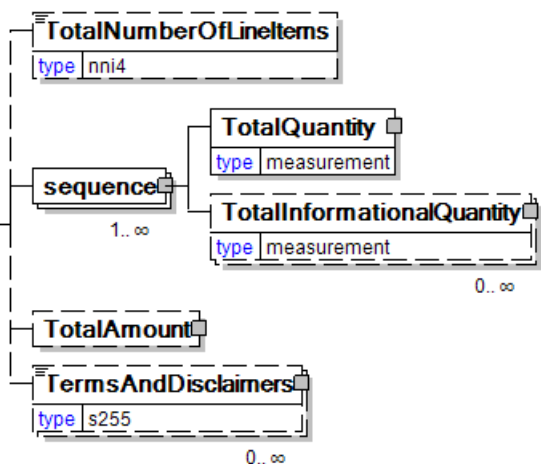 TotalNumberOfLineItems
type nni4
TotalQuantity
type measurement
sequence
1.. ∞
TotalInformationalQuantity
type measurement
0.. ∞
TotalAmount
TermsAndDisclaimers
type s255
0.. ∞